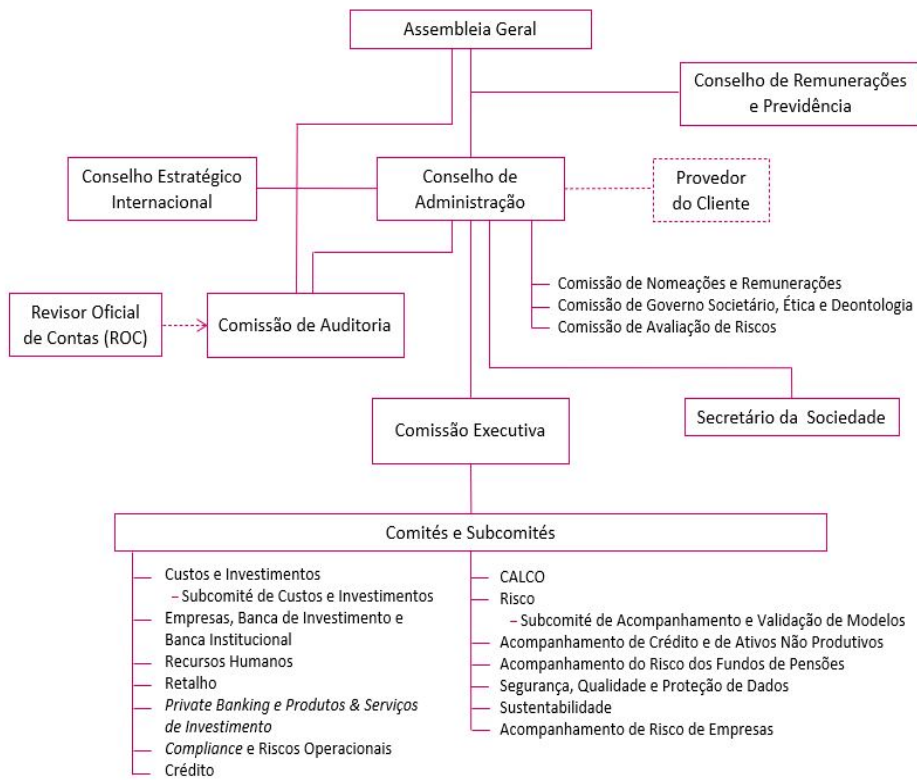 Assembleia Geral
Conselho de Remunerações
e Previdência
Conselho Estratégico
Internacional
Conselho de
Administração
Provedor
do Cliente
Comissão de Nomeações e Remunerações
Comissão de Governo Societário, Ética e Deontologia
Comissão de Avaliação de Riscos
Revisor Oficial
de Contas (ROC)
Comissão de Auditoria
Secretário da Sociedade
Comissão Executiva
Comités e Subcomités
Custos e Investimentos
– Subcomité de Custos e Investimentos
Empresas, Banca de Investimento e
Banca Institucional
Recursos Humanos
Retalho
Private Banking e Produtos & Serviços
de Investimento
Compliance e Riscos Operacionais
Crédito
CALCO
Risco
– Subcomité de Acompanhamento e Validação de Modelos
Acompanhamento de Crédito e de Ativos Não Produtivos
Acompanhamento do Risco dos Fundos de Pensões
Segurança, Qualidade e Proteção de Dados
Sustentabilidade
Acompanhamento de Risco de Empresas